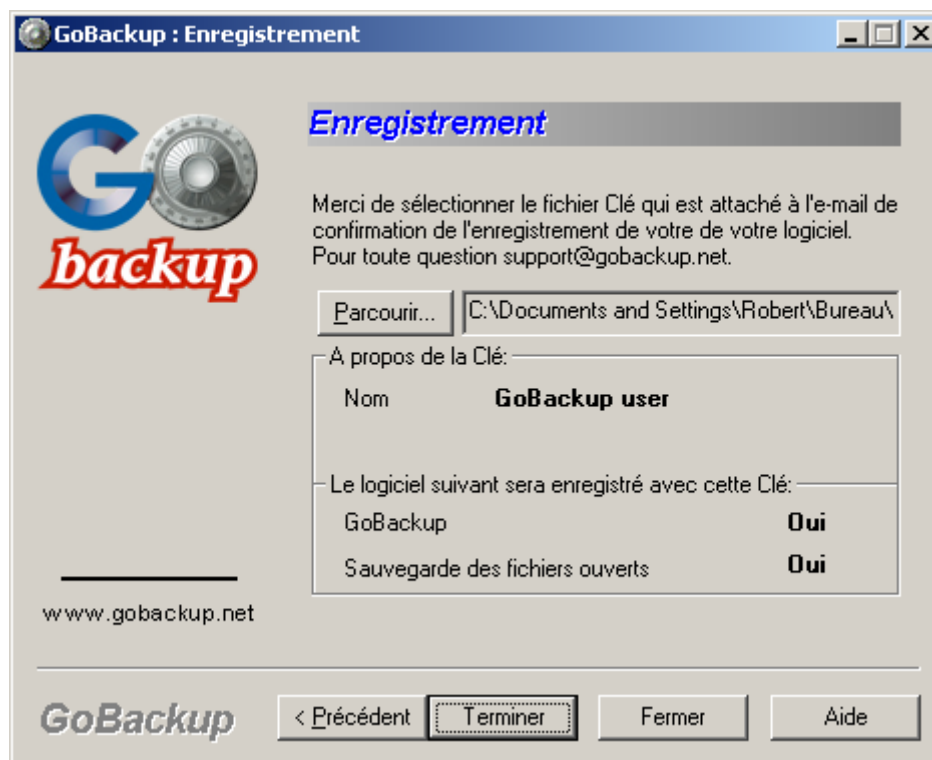 GoBackup : Enregistrement
GO
backup
Enregistrement
Merci de sélectionner le fichier Clé qui est attaché à l'e-mail de
confirmation de l'enregistrement de votre de votre logiciel.
Pour toute question support@gobackup.net.
Parcourir... C:\Documents and Settings\Robert\Bureau\
A propos de la Clé:
Nom GoBackup user
Le logiciel suivant sera enregistré avec cette Clé:
GoBackup Oui
Sauvegarde des fichiers ouverts Oui
www.gobackup.net
GoBackup < Précédent Terminer Fermer Aide